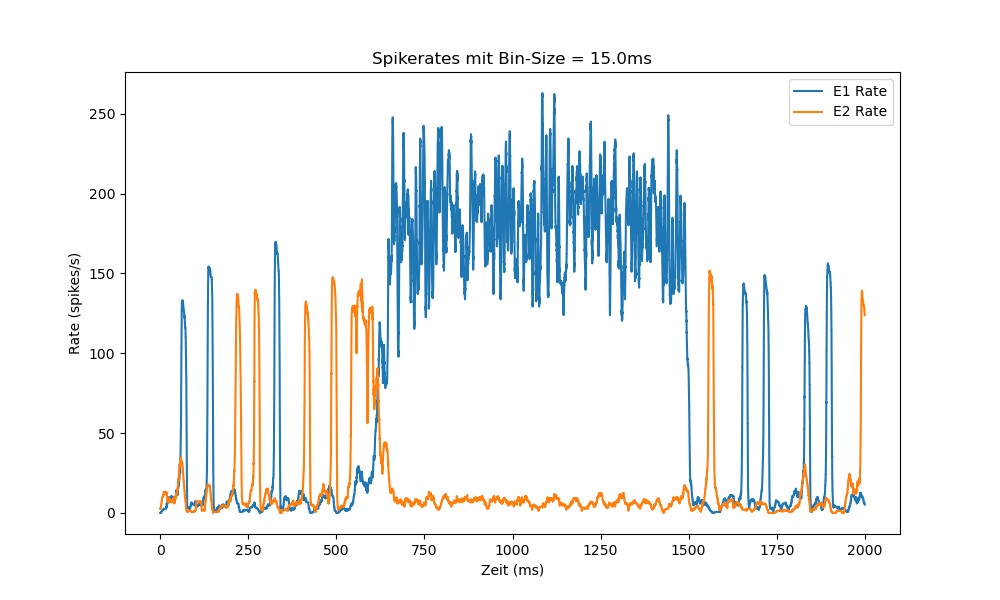 Spikerates mit Bin-Size = 15.0ms
E1 Rate
E2 Rate
Rate (spikes/s)
250
200
150
100
50
0
0 250 500 750 1000 1250 1500 1750 2000
Zeit (ms)